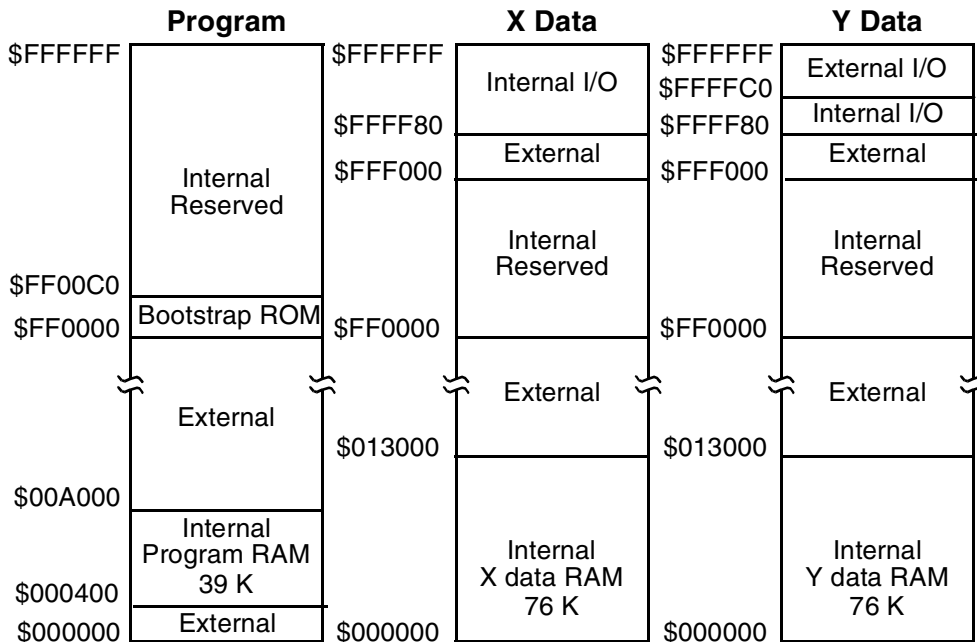 Program
$FFFFFF
Internal
Reserved
$FF00C0
Bootstrap ROM
$FF0000
External
$00A000
Internal
Program RAM
39 K
$000400
External
$000000
X Data
$FFFFFF
Internal I/O
$FFFF80
External
$FFF000
Internal
Reserved
$FF0000
External
$013000
Internal
X data RAM
76 K
$000000
Y Data
$FFFFFF
External I/O
$FFFFC0
Internal I/O
$FFFF80
External
$FFF000
Internal
Reserved
$FF0000
External
$013000
Internal
Y data RAM
76 K
$000000